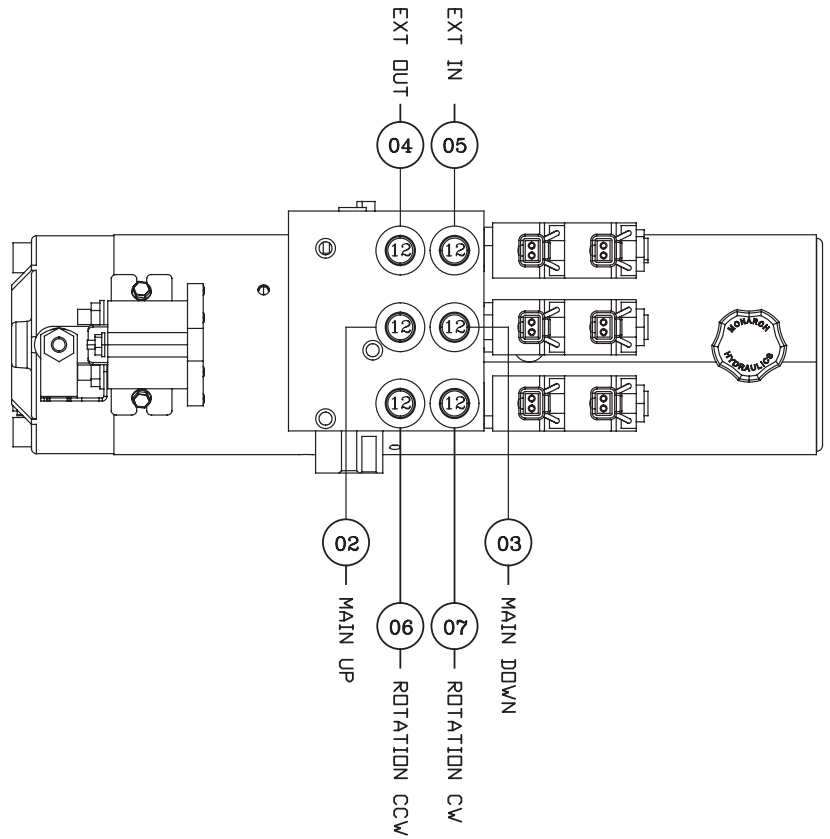 EXT OUT
EXT IN
04
05
12
12
12
12
12
12
MONARCH
HYDRAULICS
02
03
MAIN UP
MAIN DOWN
06
07
ROTATION CCW
ROTATION CW